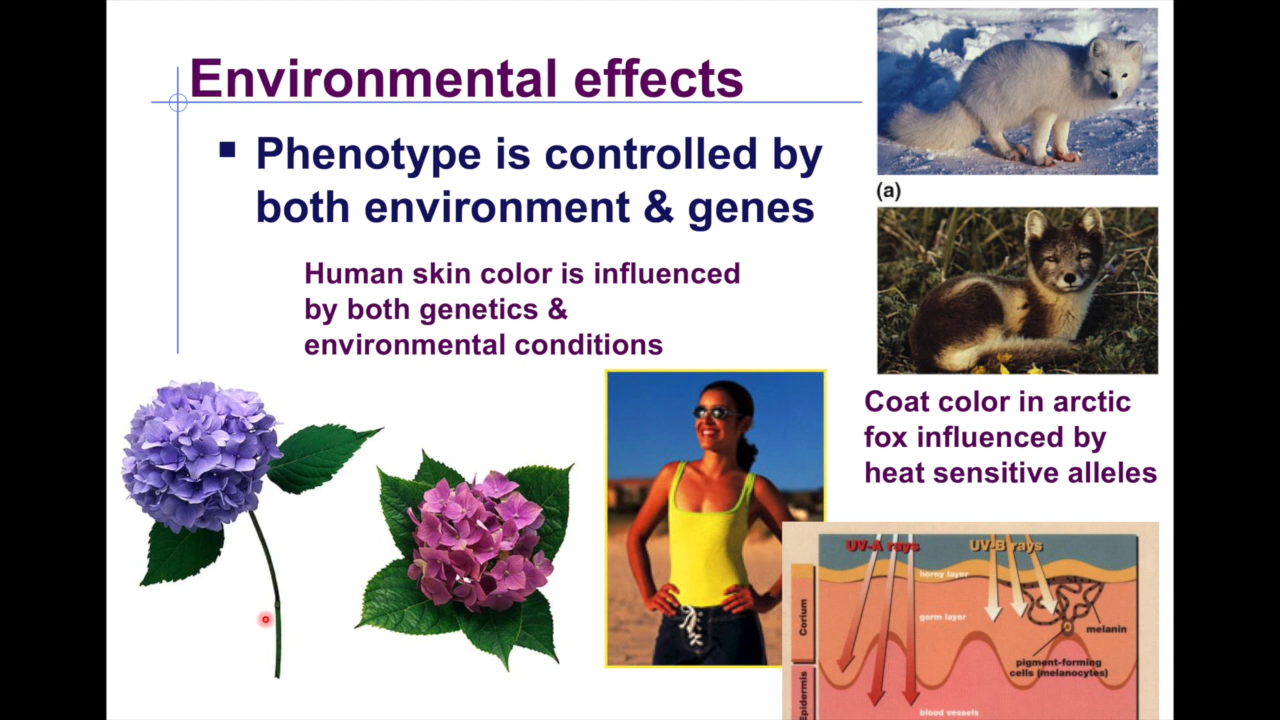 Environmental effects
Phenotype is controlled by
both environment & genes
Human skin color is influenced
by both genetics &
environmental conditions
(a)
Coat color in arctic
fox influenced by
heat sensitive alleles
UV-A rays
UV-B rays
horny layer
germ layer
Corium
melanin
pigment-forming
cells (melanocytes)
Epidermis
blood vessels